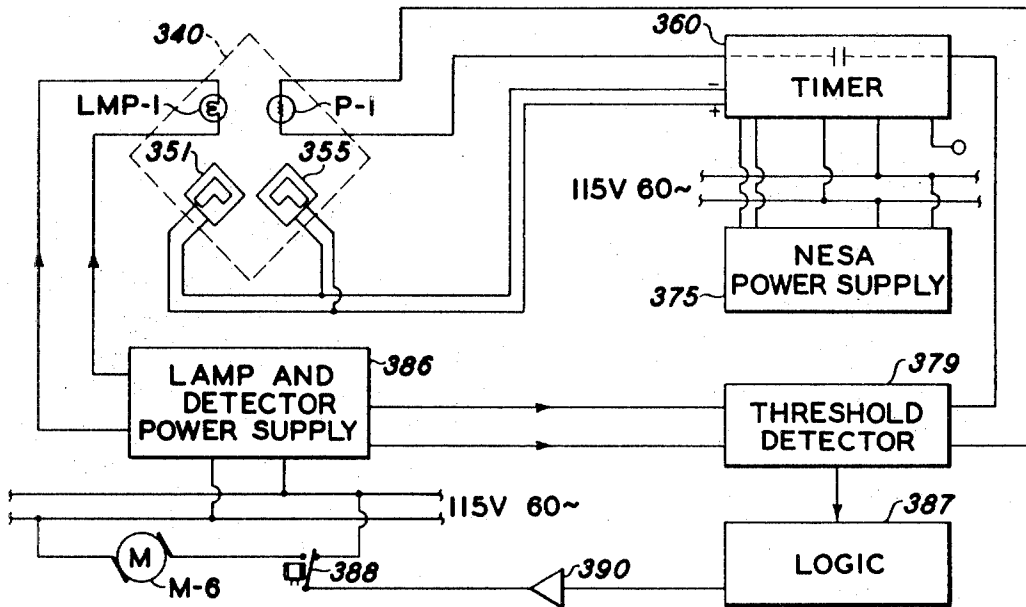 340
LMP-1
P-1
351
355
360
TIMER
-
+
115V 60~
NESA
POWER SUPPLY
375
LAMP AND
DETECTOR
POWER SUPPLY
386
379
THRESHOLD
DETECTOR
115V 60~
M
M-6
388
390
387
LOGIC